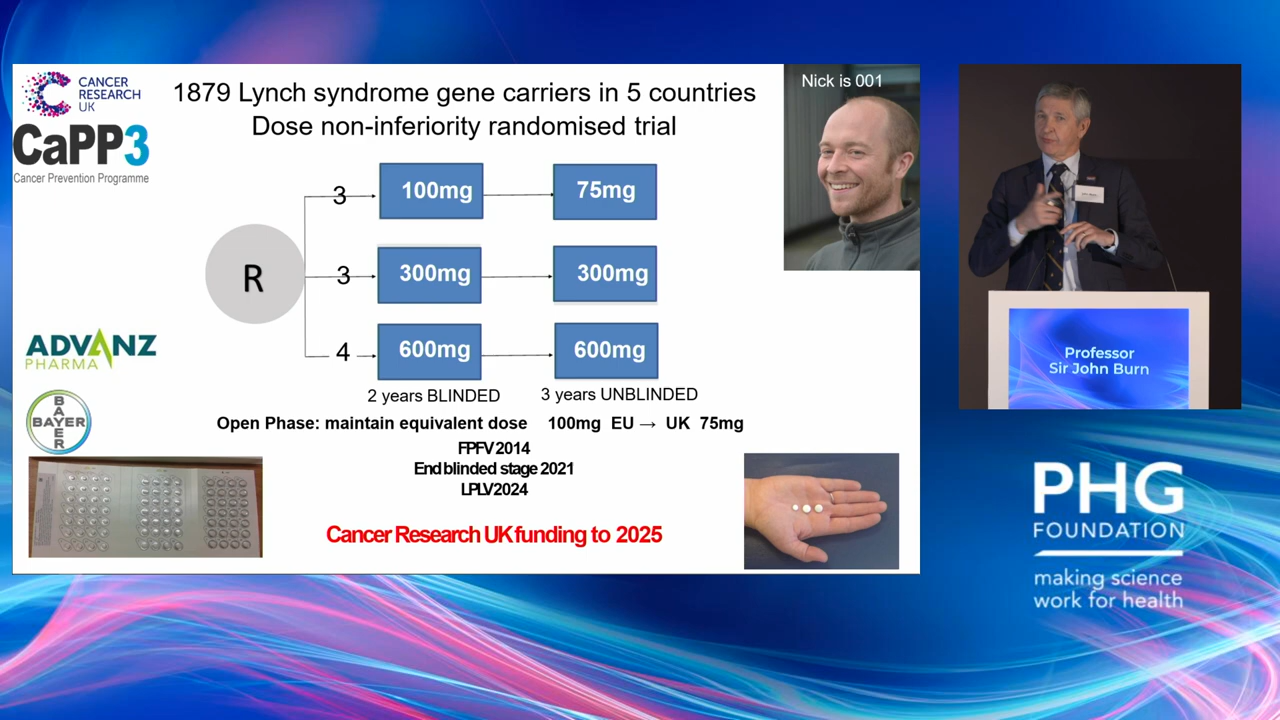 CANCER
RESEARCH
UK
CaPP3
Cancer Prevention Programme
1879 Lynch syndrome gene carriers in 5 countries
Dose non-inferiority randomised trial
Nick is 001
R
3
100mg
75mg
3
300mg
300mg
4
600mg
600mg
2 years BLINDED
3 years UNBLINDED
Open Phase: maintain equivalent dose 100mg EU → UK 75mg
FPFV 2014
End blinded stage 2021
LPLV 2024
Cancer Research UK funding to 2025
ADVANZ
PHARMA
BAYER
BAYER
Professor
Sir John Burn
PHG
FOUNDATION
making science
work for health